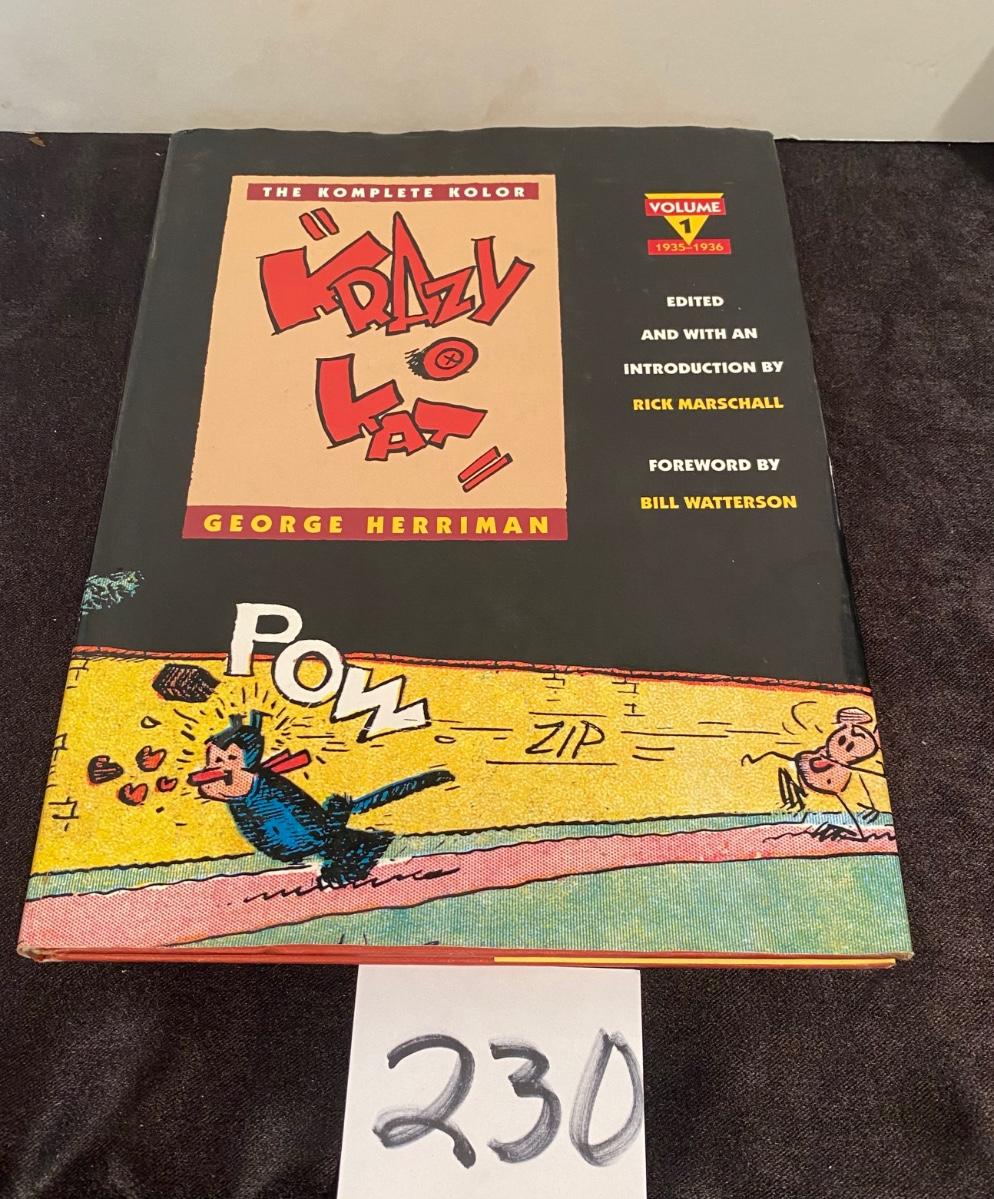 THE KOMPLETE KOLOR
"KRAZY
KAT"
GEORGE HERRIMAN
VOLUME
1
1935–1936
EDITED
AND WITH AN
INTRODUCTION BY
RICK MARSCHALL
FOREWORD BY
BILL WATTERSON
POW
ZIP
230